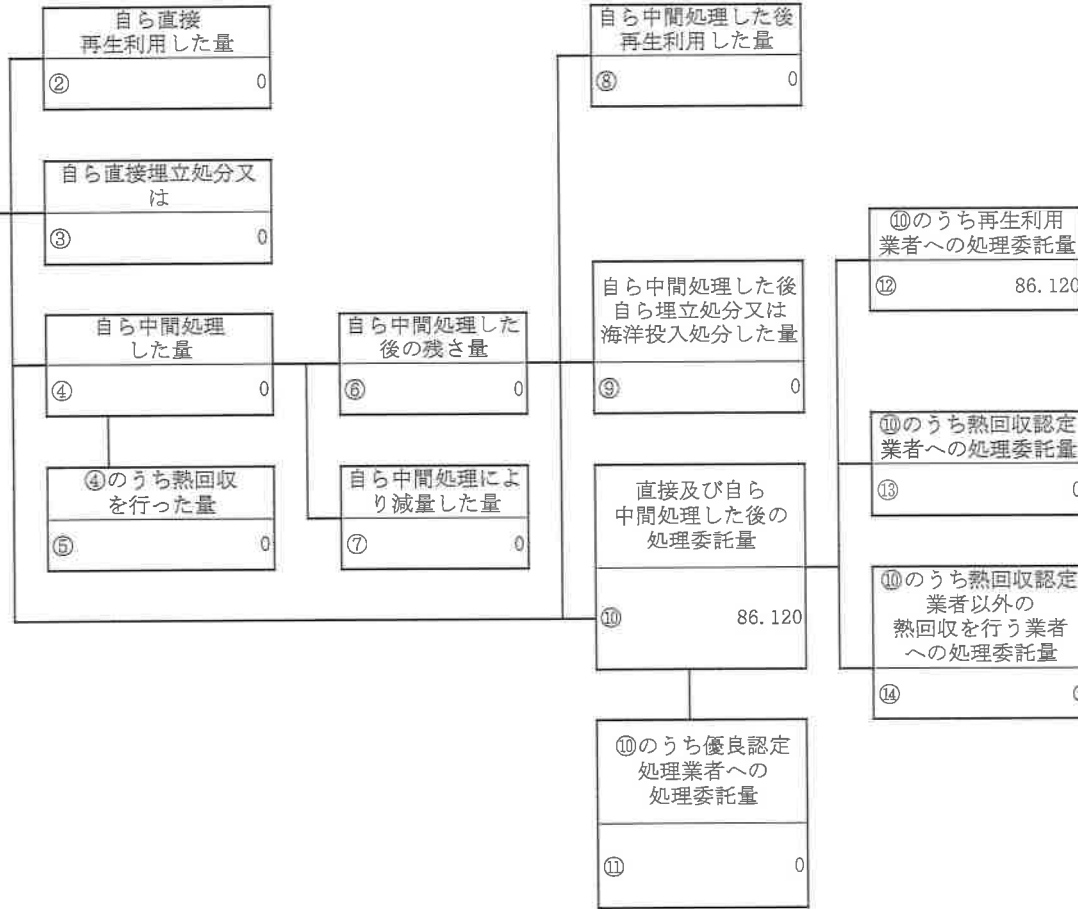 自ら直接
再生利用した量
② 0
自ら直接埋立処分又
は
③ 0
自ら中間処理
した量
④ 0
④のうち熱回収
を行った量
⑤ 0
自ら中間処理した
後の残さ量
⑥ 0
自ら中間処理によ
り減量した量
⑦ 0
自ら中間処理した後
再生利用した量
⑧ 0
自ら中間処理した後
自ら埋立処分又は
海洋投入処分した量
⑨ 0
直接及び自ら
中間処理した後の
処理委託量
⑩ 86.120
⑩のうち優良認定
処理業者への
処理委託量
⑪ 0
⑩のうち再生利用
業者への処理委託量
⑫ 86.120
⑩のうち熱回収認定
業者への処理委託量
⑬ 0
⑩のうち熱回収認定
業者以外の
熱回収を行う業者
への処理委託量
⑭ 0